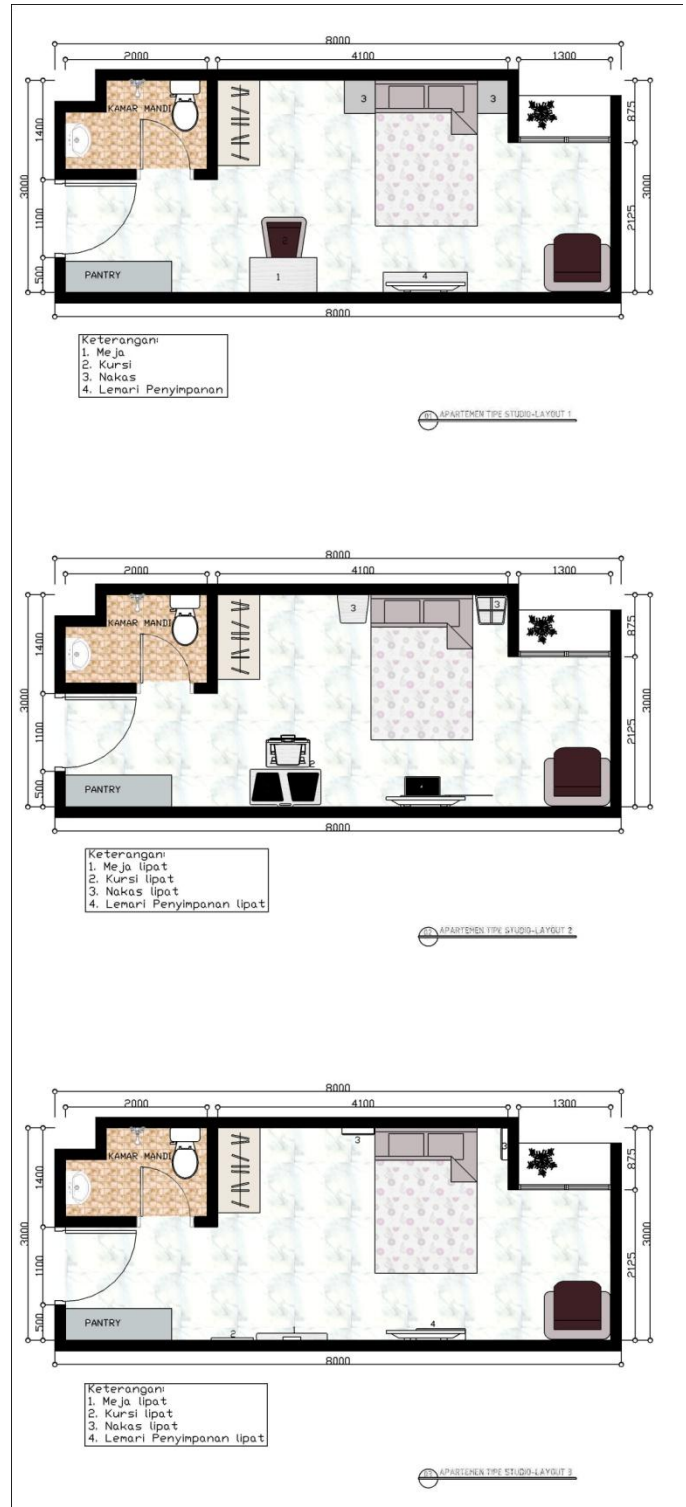 8000
2000 4100 1300
3000
1400
1100
500
KAMAR MANDI
3
3
875
2125
3000
2
1
4
PANTRY
8000
Keterangan:
1. Meja
2. Kursi
3. Nakas
4. Lemari Penyimpanan
01 APARTEMEN TIPE STUDIO-LAYOUT 1
8000
2000 4100 1300
3000
1400
1100
500
KAMAR MANDI
3
3
875
2125
3000
2
PANTRY
8000
Keterangan:
1. Meja lipat
2. Kursi lipat
3. Nakas lipat
4. Lemari Penyimpanan lipat
02 APARTEMEN TIPE STUDIO-LAYOUT 2
8000
2000 4100 1300
3000
1400
1100
500
KAMAR MANDI
3
3
875
2125
3000
PANTRY
2
1
4
8000
Keterangan:
1. Meja lipat
2. Kursi lipat
3. Nakas lipat
4. Lemari Penyimpanan lipat
03 APARTEMEN TIPE STUDIO-LAYOUT 3